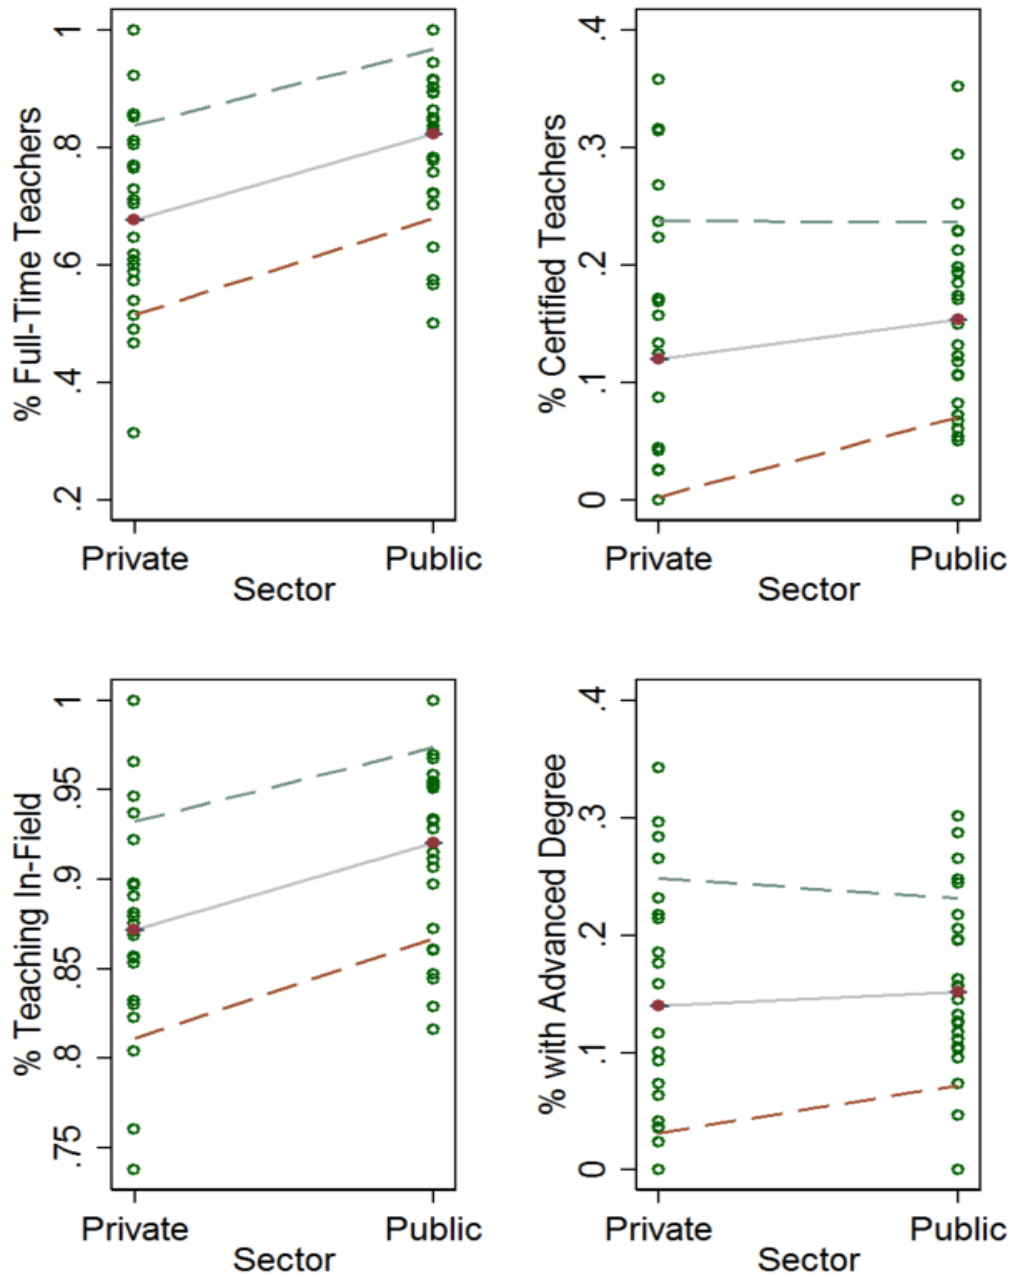 % Full-Time Teachers
1
.8
.6
.4
.2
Private Public
Sector
% Certified Teachers
.4
.3
.2
.1
0
Private Public
Sector
% Teaching In-Field
1
.95
.9
.85
.8
.75
Private Public
Sector
% with Advanced Degree
.4
.3
.2
.1
0
Private Public
Sector